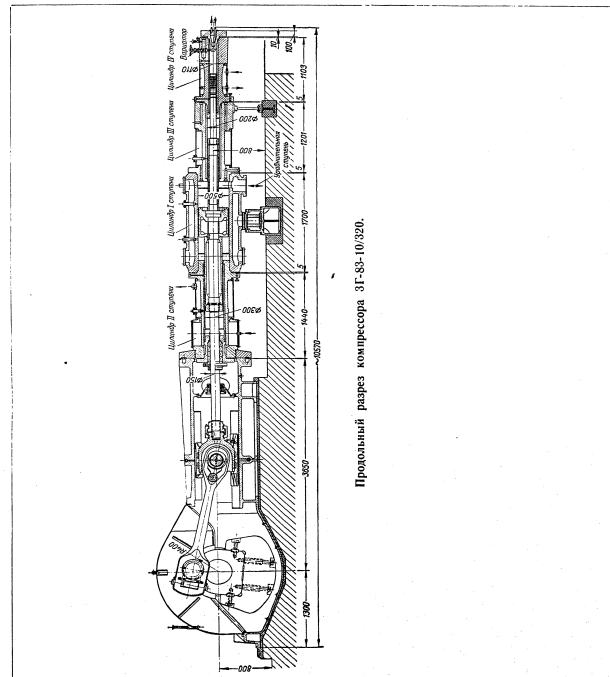 Цилиндр II ступени
Цилиндр I ступени
Цилиндр III ступени
Цилиндр IV ступени
Вариатор
Уравнительная
ступень
Ø150
Ø300
Ø500
Ø200
Ø110
800
800
1300
3650
1440
5
1700
5
1201
5
1103
10
100
~10570
Продольный разрез компрессора 3Г-83-10/320.